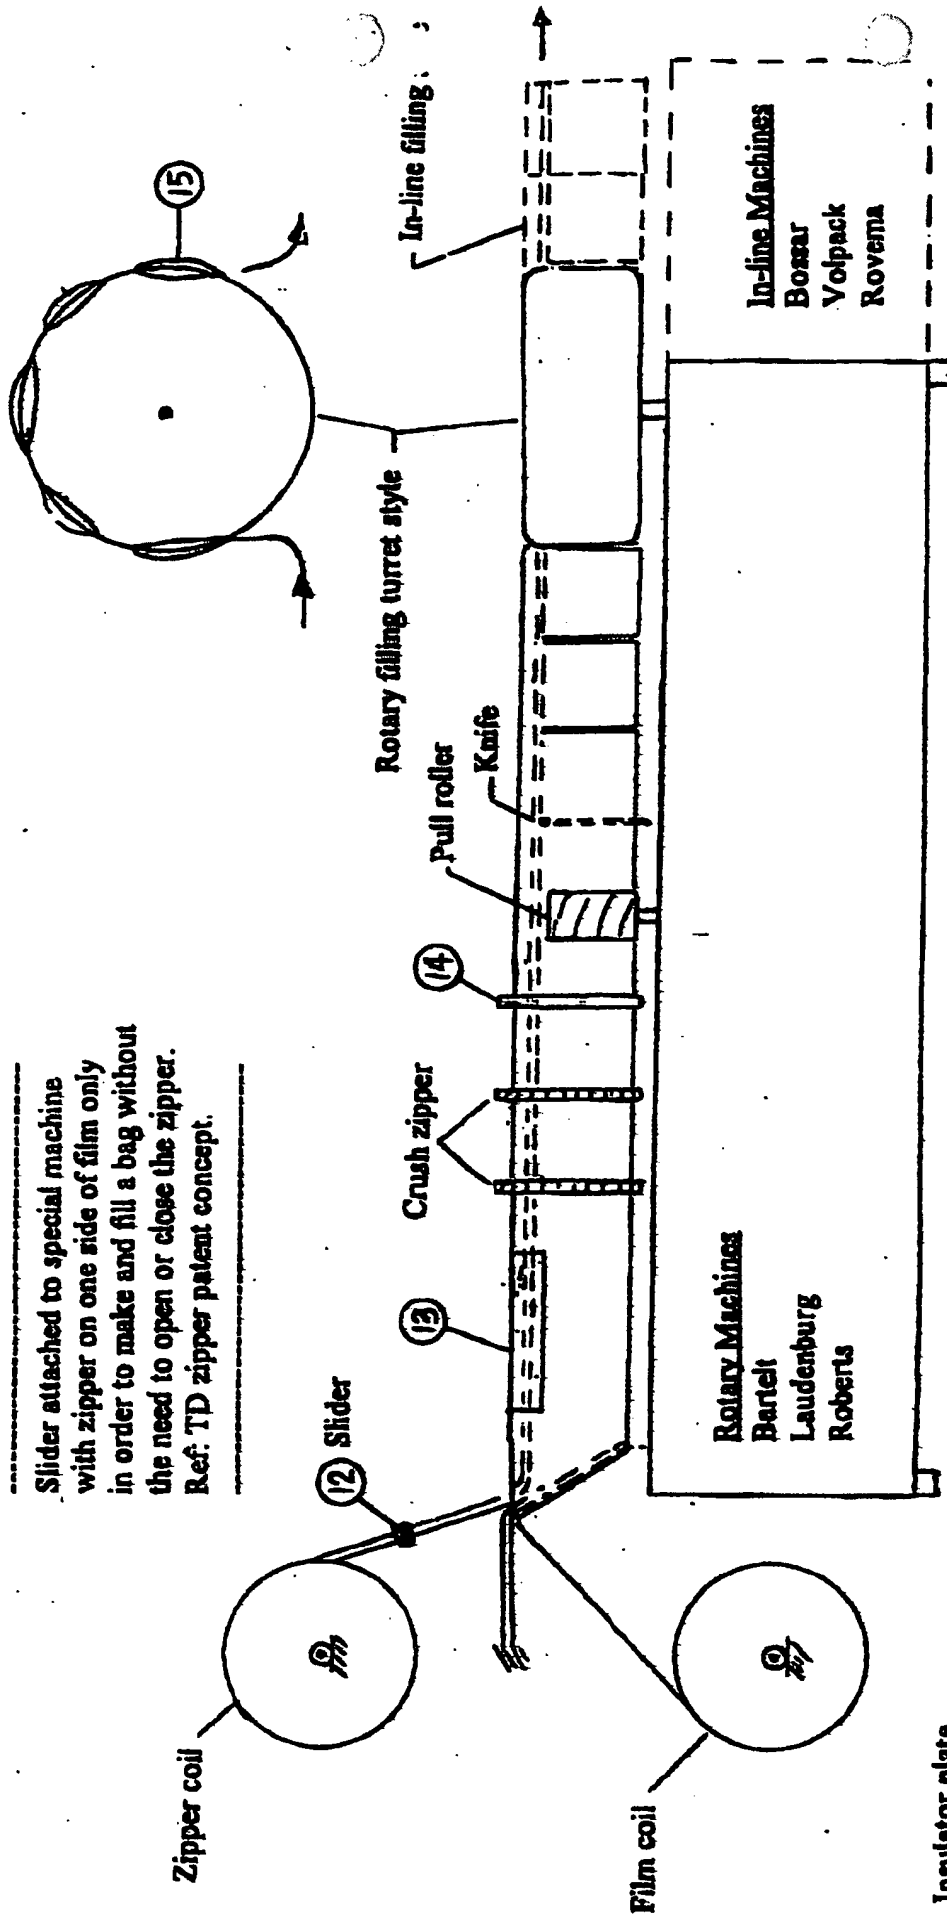 Slider attached to special machine
with zipper on one side of film only
in order to make and fill a bag without
the need to open or close the zipper.
Ref: TD zipper patent concept.
15
Zipper coil
12 Slider
13
Crush zipper
14
Pull roller
Knife
Rotary filling turret style
In-line filling
Film coil
Rotary Machines
Bartelt
Laudenburg
Roberts
In-line Machines
Bossar
Volpack
Rovema
Insulator plate